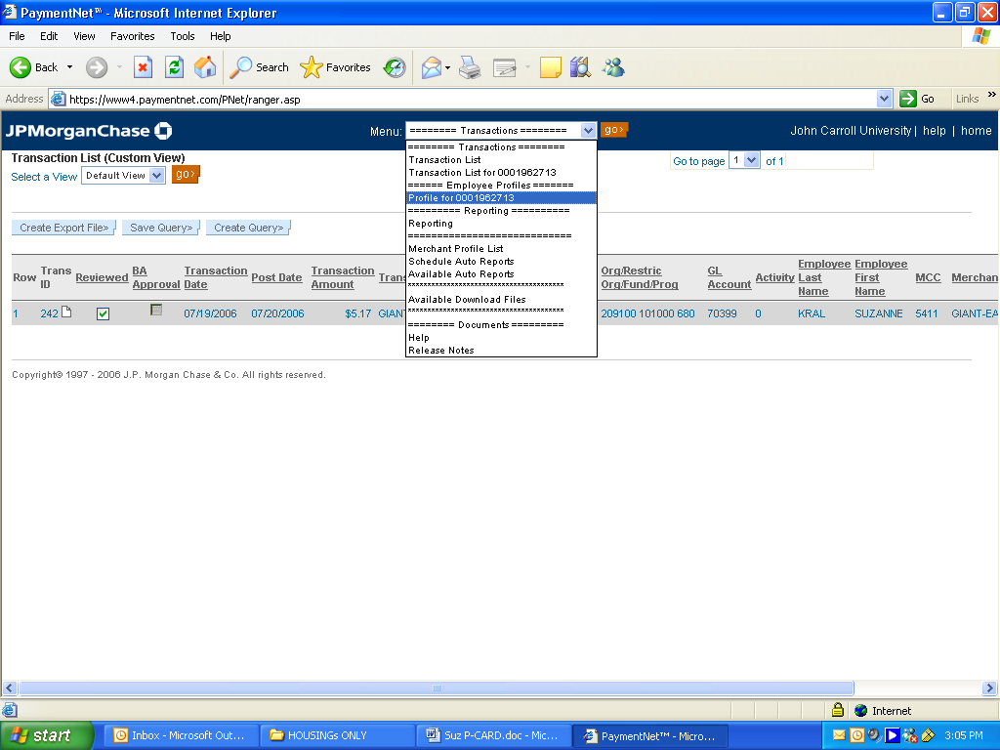 PaymentNet™ - Microsoft Internet Explorer
File Edit View Favorites Tools Help
Back Search Favorites
Address https://www4.paymentnet.com/PNet/ranger.asp Go Links »
JPMorganChase Menu: ======== Transactions ======== go› John Carroll University | help | home
Transaction List (Custom View)
Select a View Default View go›
Go to page 1 of 1
======== Transactions ========
Transaction List
Transaction List for 0001962713
====== Employee Profiles =======
Profile for 0001962713
========= Reporting ==========
Reporting
============================
Merchant Profile List
Schedule Auto Reports
Available Auto Reports
************************************
Available Download Files
************************************
======== Documents =========
Help
Release Notes
Create Export File> Save Query> Create Query>
Row Trans ID Reviewed BA Approval Transaction Date Post Date Transaction Amount Trans Org/Restric Org/Fund/Prog GL Account Activity Employee Last Name Employee First Name MCC Merchan
1 242 07/19/2006 07/20/2006 $5.17 GIANT 209100 101000 680 70399 0 KRAL SUZANNE 5411 GIANT-EA
Copyright© 1997 - 2006 J.P. Morgan Chase & Co. All rights reserved.
Internet
start Inbox - Microsoft Out... HOUSINGs ONLY Suz P-CARD.doc - Mic... PaymentNet™ - Micro... 3:05 PM